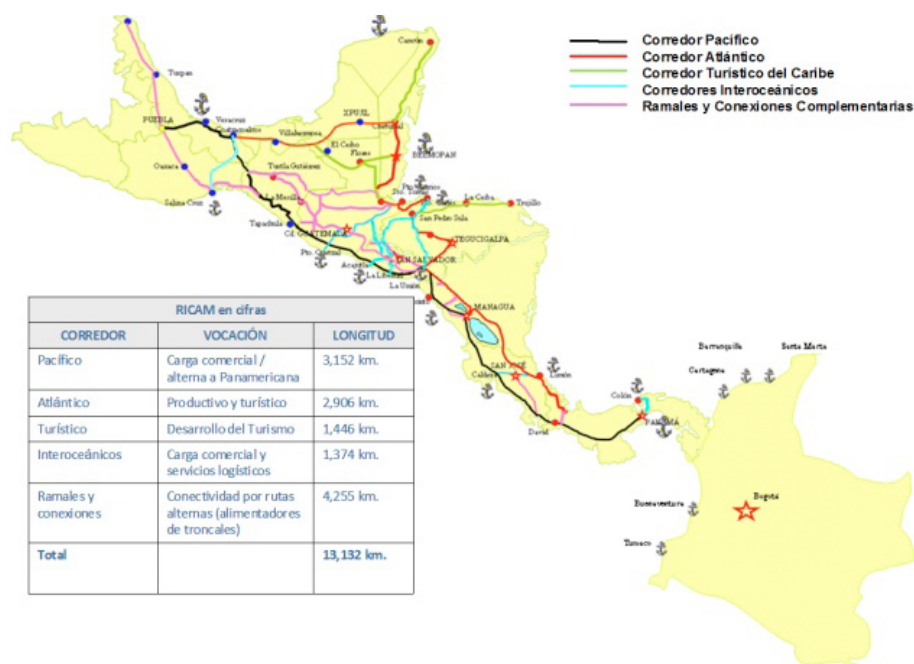 Corredor Pacífico
Corredor Atlántico
Corredor Turístico del Caribe
Corredores Interoceánicos
Ramales y Conexiones Complementarias
Cancún
Tuxpan
PUEBLA
Veracruz
Coatzacoalcos
Villahermosa
XPUJIL
Chetumal
El Ceibo
Flores
BELMOPAN
Oaxaca
Tuxtla Gutiérrez
Salina Cruz
La Mesilla
La Ceiba
Trujillo
San Pedro Sula
Tapachula
Cd. GUATEMALA
TEGUCIGALPA
Pto. Quetzal
Acajutla
SAN SALVADOR
La Libertad
La Unión
MANAGUA
SAN JOSÉ
Caldera
Limón
Colón
David
PANAMÁ
Barranquilla
Santa Marta
Cartagena
Buenaventura
Bogotá
Tumaco
RICAM en cifras
CORREDOR VOCACIÓN LONGITUD
Pacífico Carga comercial / 3,152 km.
alterna a Panamericana
Atlántico Productivo y turístico 2,906 km.
Turístico Desarrollo del Turismo 1,446 km.
Interoceánicos Carga comercial y 1,374 km.
servicios logísticos
Ramales y Conectividad por rutas 4,255 km.
conexiones alternas (alimentadores
de troncales)
Total 13,132 km.